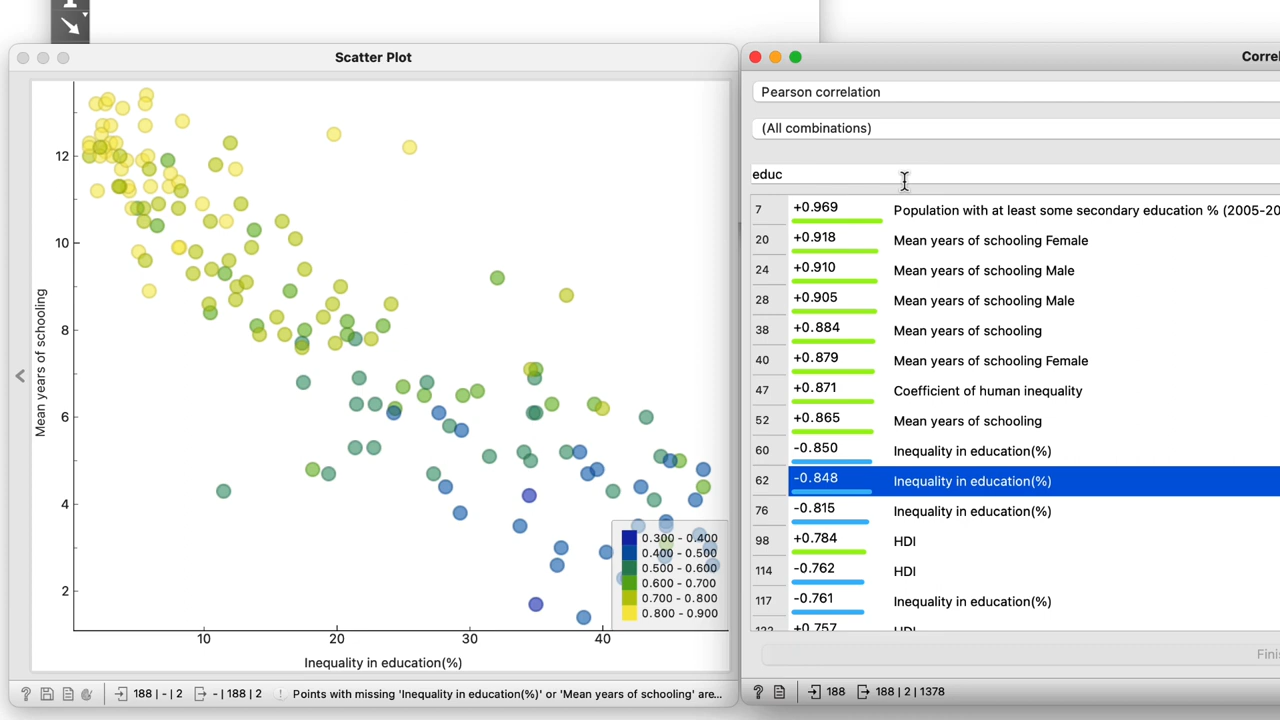 Scatter Plot
Mean years of schooling
12
10
8
6
4
2
10
20
30
40
Inequality in education(%)
0.300 - 0.400
0.400 - 0.500
0.500 - 0.600
0.600 - 0.700
0.700 - 0.800
0.800 - 0.900
188 | - | 2
- | 188 | 2
Points with missing 'Inequality in education(%)' or 'Mean years of schooling' are...
Correl
Pearson correlation
(All combinations)
educ
7 +0.969 Population with at least some secondary education % (2005-20
20 +0.918 Mean years of schooling Female
24 +0.910 Mean years of schooling Male
28 +0.905 Mean years of schooling Male
38 +0.884 Mean years of schooling
40 +0.879 Mean years of schooling Female
47 +0.871 Coefficient of human inequality
52 +0.865 Mean years of schooling
60 -0.850 Inequality in education(%)
62 -0.848 Inequality in education(%)
76 -0.815 Inequality in education(%)
98 +0.784 HDI
114 -0.762 HDI
117 -0.761 Inequality in education(%)
+0.757 HDI
Finis
188
188 | 2 | 1378